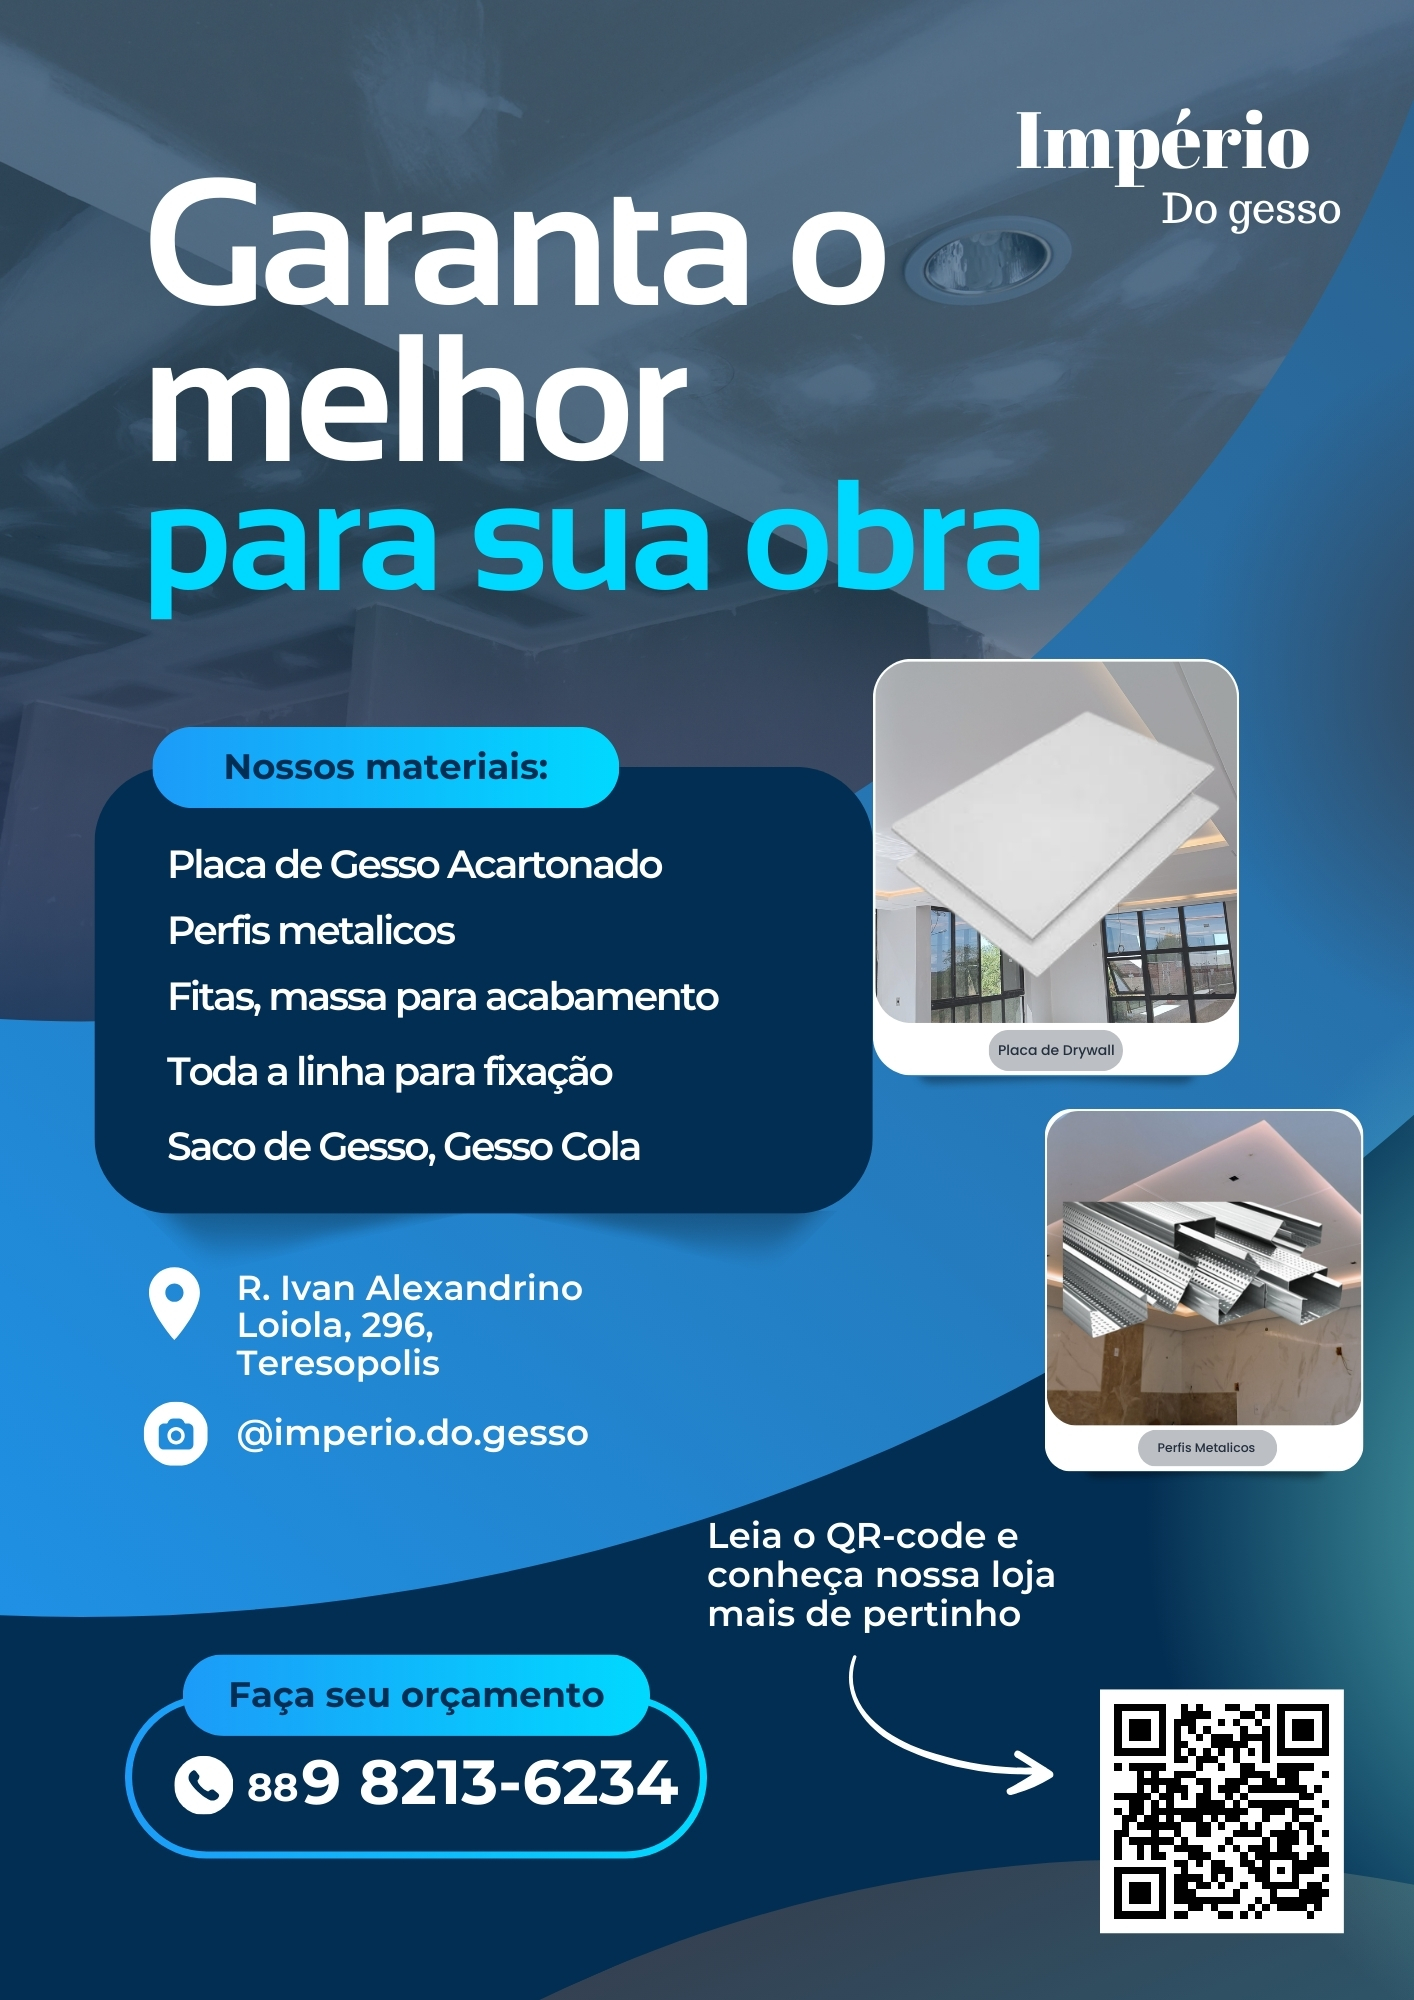 Império
Do gesso
Garanta o
melhor
para sua obra
Nossos materiais:
Placa de Gesso Acartonado
Perfis metalicos
Fitas, massa para acabamento
Toda a linha para fixação
Saco de Gesso, Gesso Cola
Placa de Drywall
Perfis Metalicos
R. Ivan Alexandrino
Loiola, 296,
Teresopolis
@imperio.do.gesso
Leia o QR-code e
conheça nossa loja
mais de pertinho
Faça seu orçamento
88 9 8213-6234